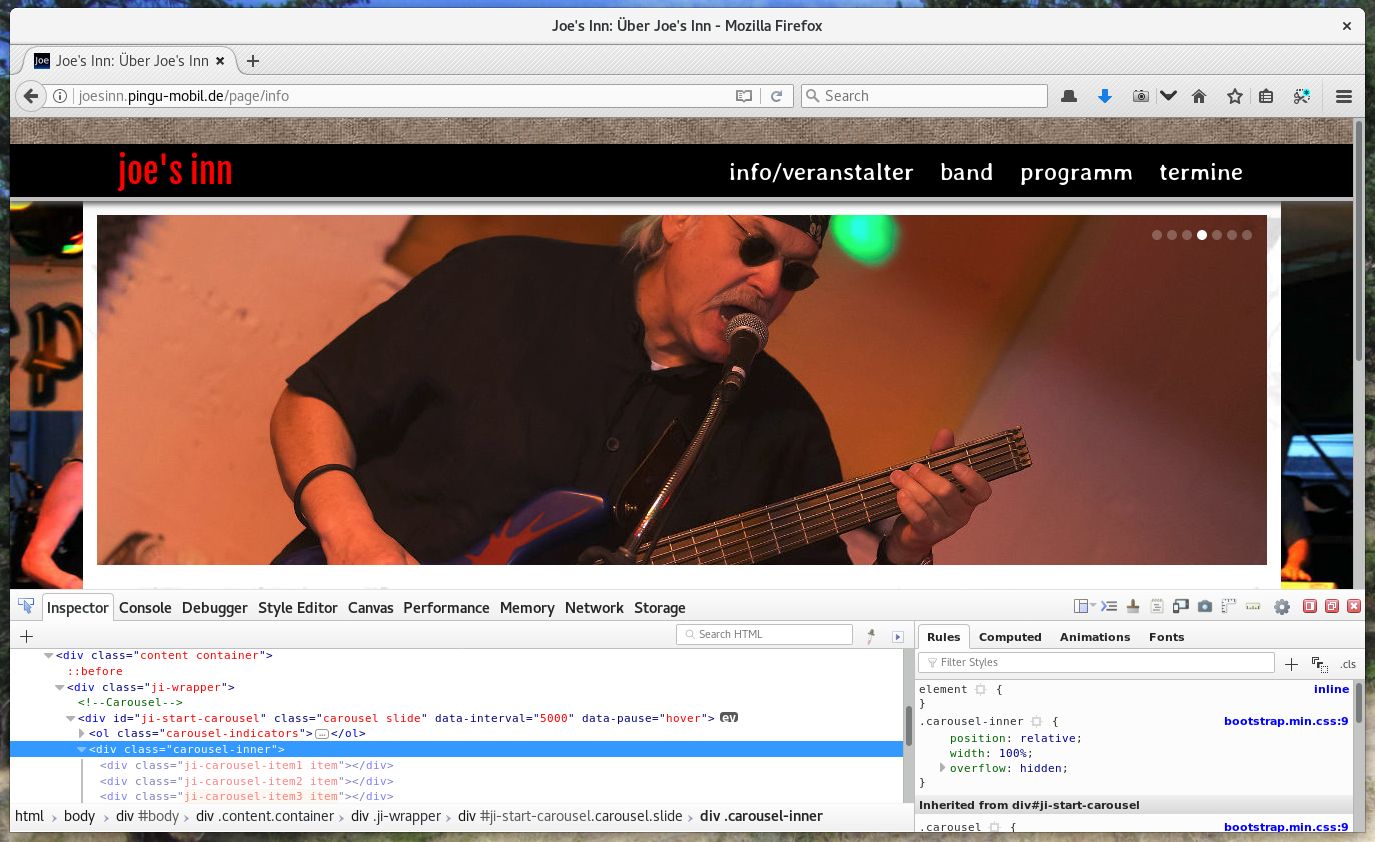 Joe's Inn: Über Joe's Inn - Mozilla Firefox
Joe Joe's Inn: Über Joe's Inn
joesinn.pingu-mobil.de/page/info Search
joe's inn info/veranstalter band programm termine
Inspector Console Debugger Style Editor Canvas Performance Memory Network Storage
Search HTML
<div class="content container">
::before
<div class="ji-wrapper">
<!--Carousel-->
<div id="ji-start-carousel" class="carousel slide" data-interval="5000" data-pause="hover"> ev
<ol class="carousel-indicators">…</ol>
<div class="carousel-inner">
<div class="ji-carousel-item1 item"></div>
<div class="ji-carousel-item2 item"></div>
<div class="ji-carousel-item3 item"></div>
html body div #body div .content.container div .ji-wrapper div #ji-start-carousel.carousel.slide div .carousel-inner
Rules Computed Animations Fonts
Filter Styles .cls
element { inline
}
.carousel-inner { bootstrap.min.css:9
position: relative;
width: 100%;
overflow: hidden;
}
Inherited from div#ji-start-carousel
.carousel { bootstrap.min.css:9